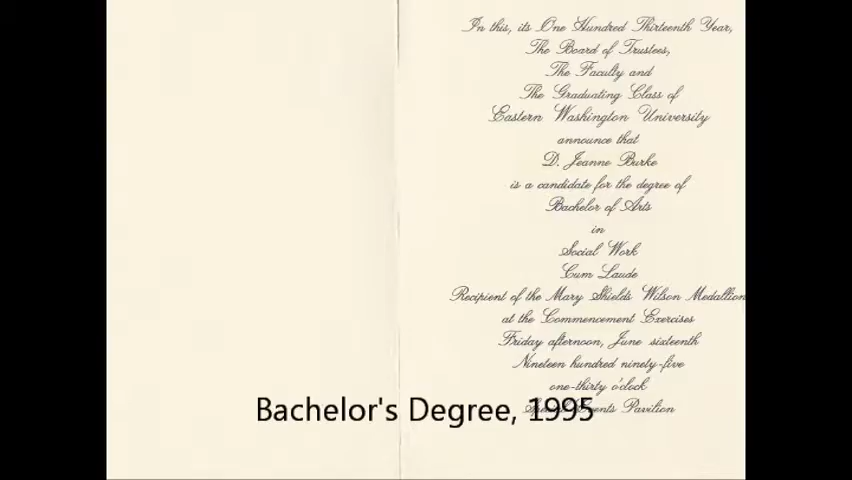 In this, its One Hundred Thirteenth Year,
The Board of Trustees,
The Faculty and
The Graduating Class of
Eastern Washington University
announce that
D. Jeanne Burke
is a candidate for the degree of
Bachelor of Arts
in
Social Work
Cum Laude
Recipient of the Mary Shields Wilson Medallion
at the Commencement Exercises
Friday afternoon, June sixteenth
Nineteen hundred ninety-five
one-thirty o'clock
Special Events Pavilion
Bachelor's Degree, 1995